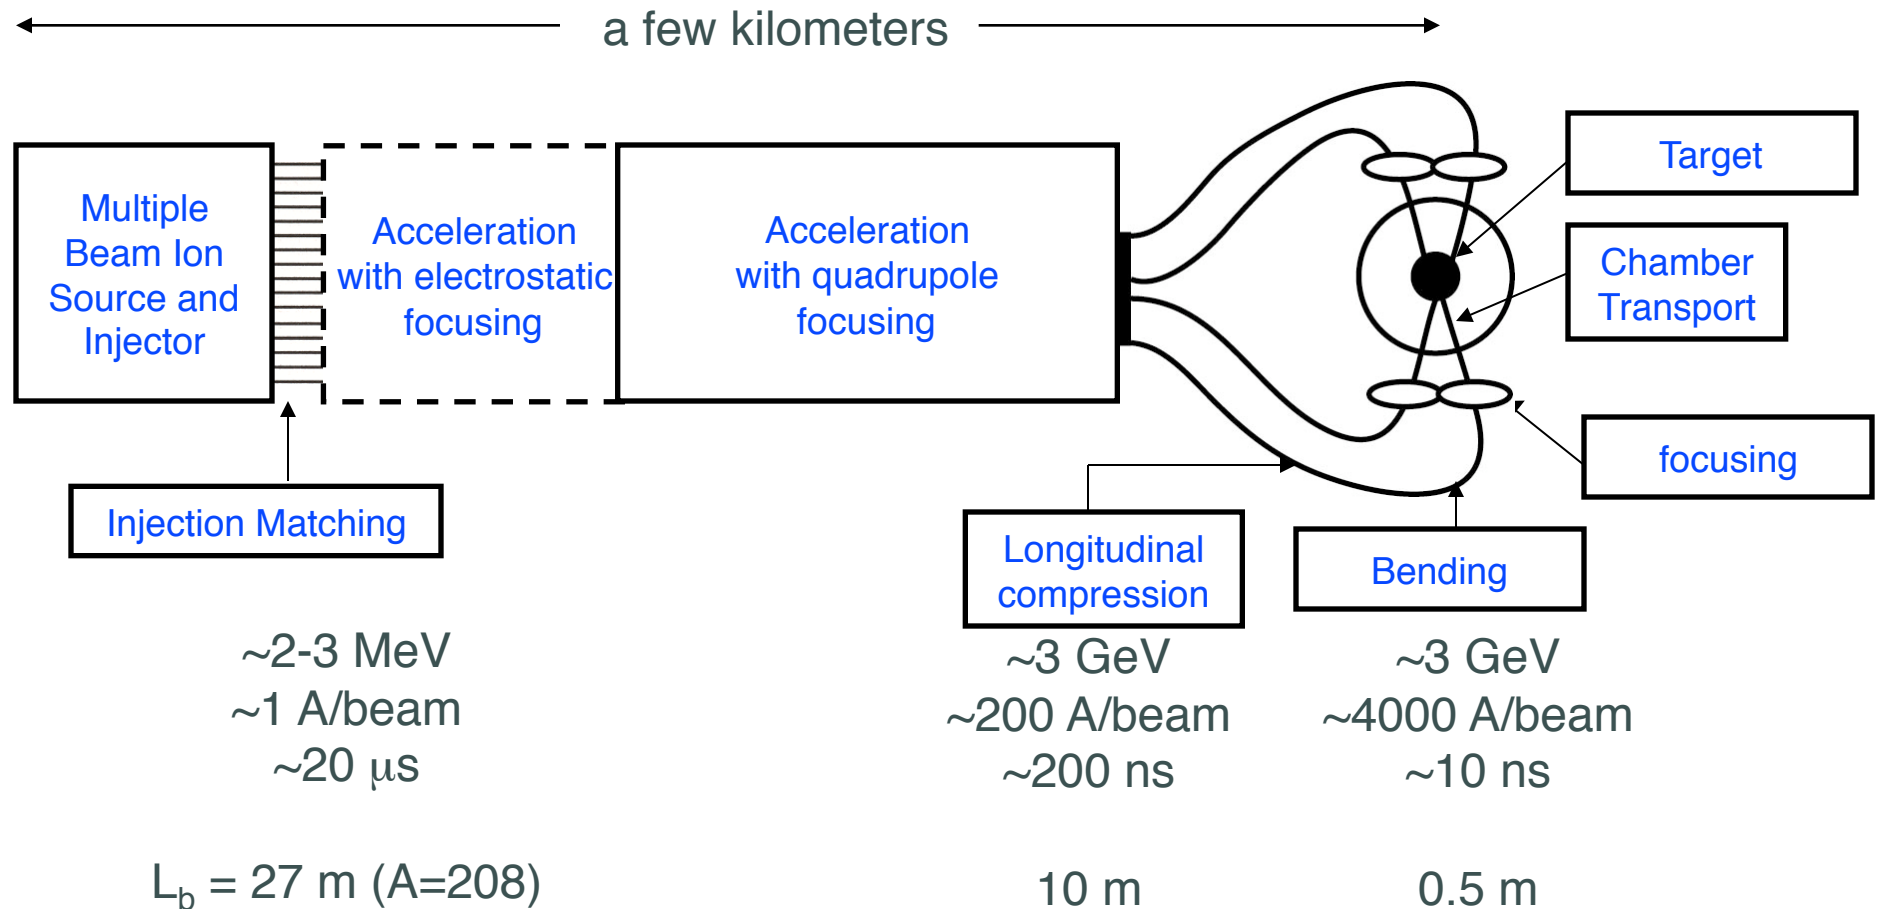 a few kilometers
Multiple
Beam Ion
Source and
Injector
Acceleration
with electrostatic
focusing
Acceleration
with quadrupole
focusing
Target
Chamber
Transport
focusing
Injection Matching
Longitudinal
compression
Bending
~2-3 MeV
~1 A/beam
~20 μs
~3 GeV
~200 A/beam
~200 ns
~3 GeV
~4000 A/beam
~10 ns
L_b = 27 m (A=208)
10 m
0.5 m